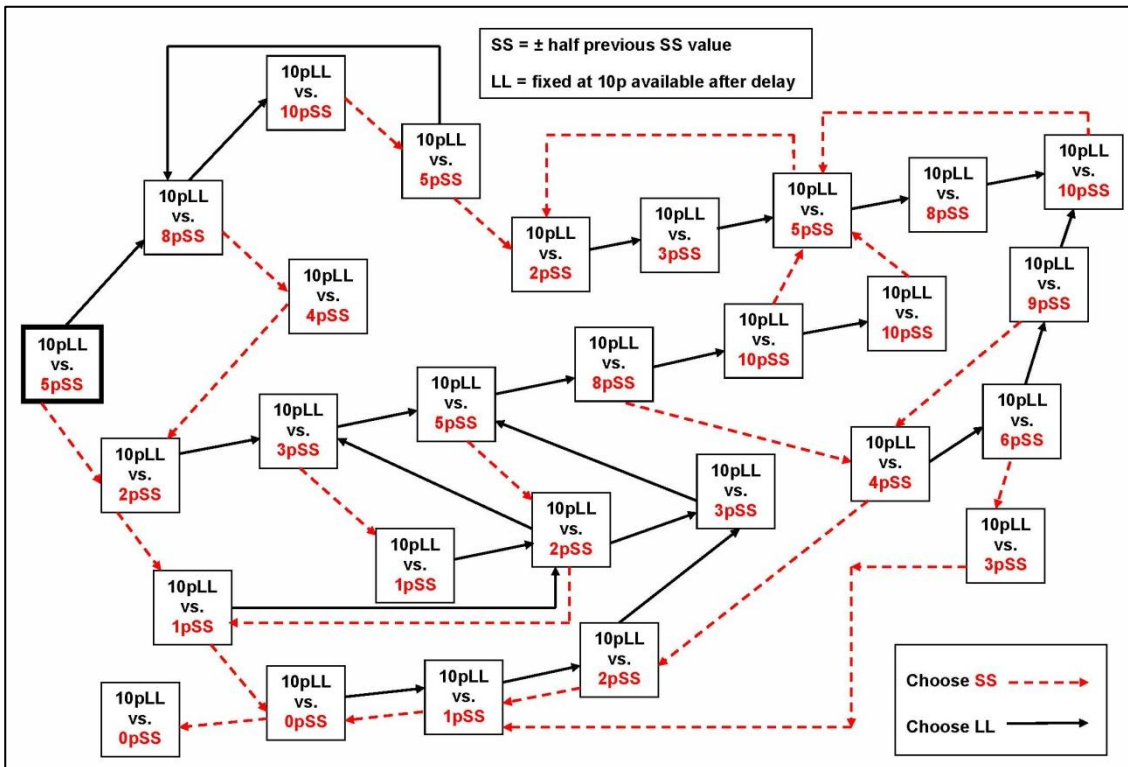 SS = ± half previous SS value
LL = fixed at 10p available after delay
10pLL
vs.
10pSS
10pLL
vs.
5pSS
10pLL
vs.
8pSS
10pLL
vs.
4pSS
10pLL
vs.
5pSS
10pLL
vs.
2pSS
10pLL
vs.
3pSS
10pLL
vs.
5pSS
10pLL
vs.
8pSS
10pLL
vs.
10pSS
10pLL
vs.
9pSS
10pLL
vs.
10pSS
10pLL
vs.
10pSS
10pLL
vs.
8pSS
10pLL
vs.
5pSS
10pLL
vs.
3pSS
10pLL
vs.
2pSS
10pLL
vs.
6pSS
10pLL
vs.
4pSS
10pLL
vs.
3pSS
10pLL
vs.
2pSS
10pLL
vs.
1pSS
10pLL
vs.
3pSS
10pLL
vs.
1pSS
10pLL
vs.
2pSS
10pLL
vs.
1pSS
10pLL
vs.
0pSS
10pLL
vs.
0pSS
Choose SS
Choose LL